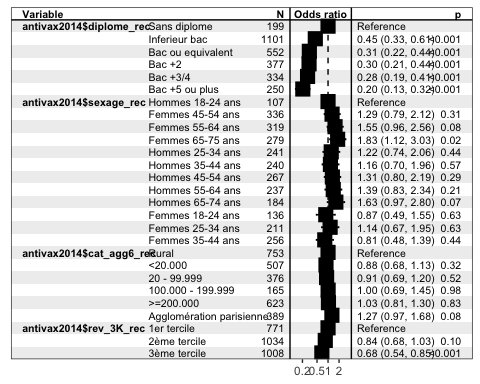 Variable N Odds ratio p
antivax2014$diplome_rec Sans diplome 199 Reference
Inferieur bac 1101 0.45 (0.33, 0.61) <0.001
Bac ou equivalent 552 0.31 (0.22, 0.44) <0.001
Bac +2 377 0.30 (0.21, 0.44) <0.001
Bac +3/4 334 0.28 (0.19, 0.41) <0.001
Bac +5 ou plus 250 0.20 (0.13, 0.32) <0.001
antivax2014$sexage_rec Hommes 18-24 ans 107 Reference
Femmes 45-54 ans 336 1.29 (0.79, 2.12) 0.31
Femmes 55-64 ans 319 1.55 (0.96, 2.56) 0.08
Femmes 65-75 ans 279 1.83 (1.12, 3.03) 0.02
Hommes 25-34 ans 241 1.22 (0.74, 2.06) 0.44
Hommes 35-44 ans 240 1.16 (0.70, 1.96) 0.57
Hommes 45-54 ans 267 1.31 (0.80, 2.19) 0.29
Hommes 55-64 ans 237 1.39 (0.83, 2.34) 0.21
Hommes 65-74 ans 184 1.63 (0.97, 2.80) 0.07
Femmes 18-24 ans 136 0.87 (0.49, 1.55) 0.63
Femmes 25-34 ans 211 1.14 (0.67, 1.95) 0.63
Femmes 35-44 ans 256 0.81 (0.48, 1.39) 0.44
antivax2014$cat_agg6_rec Rural 753 Reference
<20.000 507 0.88 (0.68, 1.13) 0.32
20 - 99.999 376 0.91 (0.69, 1.20) 0.52
100.000 - 199.999 165 1.00 (0.69, 1.45) 0.98
>=200.000 623 1.03 (0.81, 1.30) 0.83
Agglomération parisienne 389 1.27 (0.97, 1.68) 0.08
antivax2014$rev_3K_rec 1er tercile 771 Reference
2ème tercile 1034 0.84 (0.68, 1.03) 0.10
3ème tercile 1008 0.68 (0.54, 0.85) <0.001
0.2 0.5 1 2